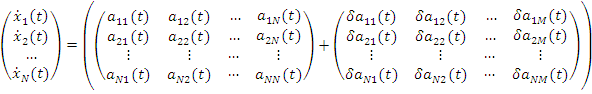 ẋ₁(t) = a₁₁(t) a₁₂(t) … a₁N(t) + δa₁₁(t) δa₁₂(t) … δa₁M(t)
ẋ₂(t) a₂₁(t) a₂₂(t) … a₂N(t) δa₂₁(t) δa₂₂(t) … δa₂M(t)
… ⋮ ⋮ … ⋮ ⋮ ⋮ … ⋮
ẋN(t) aN₁(t) aN₂(t) … aNN(t) δaN₁(t) δaN₂(t) … δaNM(t)